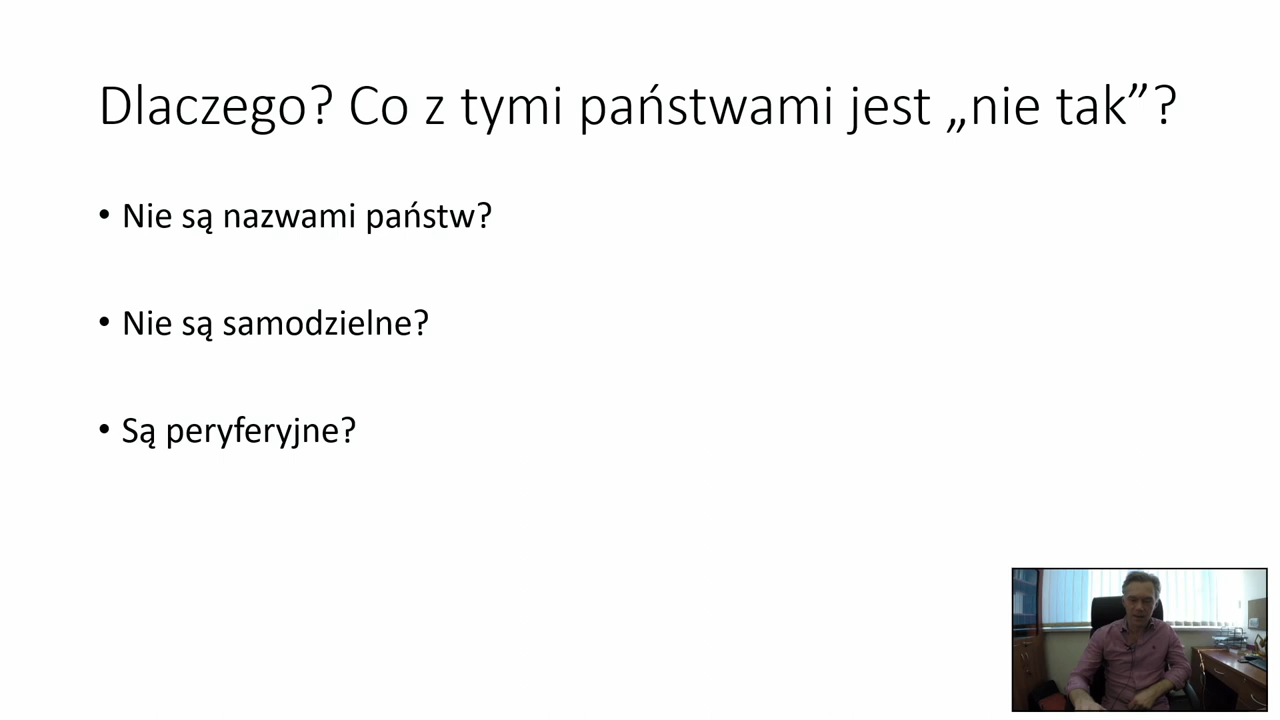 Dlaczego? Co z tymi państwami jest „nie tak”?
• Nie są nazwami państw?
• Nie są samodzielne?
• Są peryferyjne?